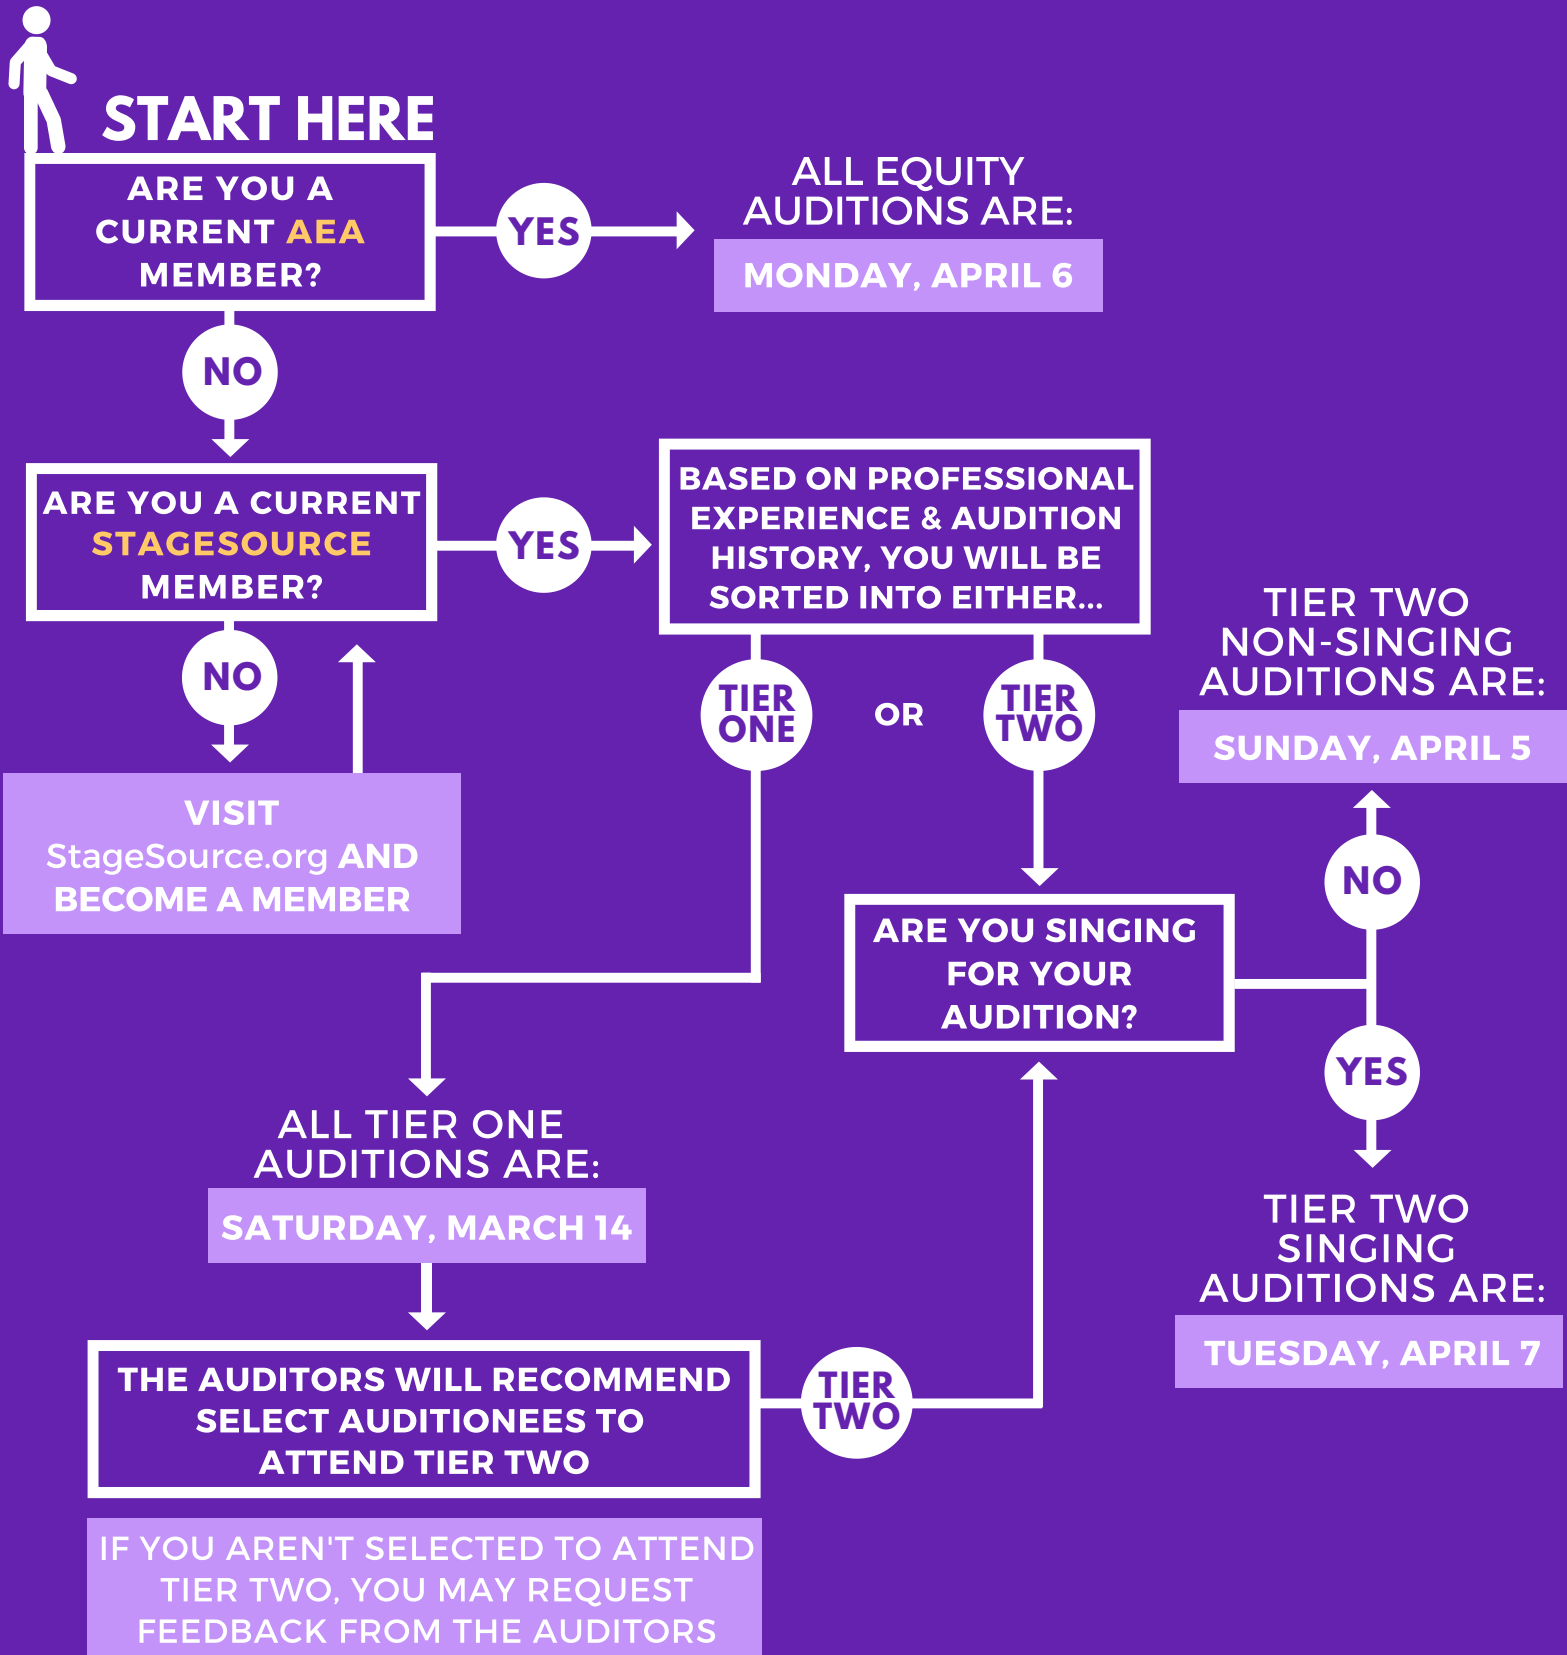 START HERE
ARE YOU A
CURRENT AEA
MEMBER?
YES
ALL EQUITY
AUDITIONS ARE:
MONDAY, APRIL 6
NO
ARE YOU A CURRENT
STAGESOURCE
MEMBER?
YES
BASED ON PROFESSIONAL
EXPERIENCE & AUDITION
HISTORY, YOU WILL BE
SORTED INTO EITHER...
NO
VISIT
StageSource.org AND
BECOME A MEMBER
TIER
ONE
OR
TIER
TWO
TIER TWO
NON-SINGING
AUDITIONS ARE:
SUNDAY, APRIL 5
NO
ARE YOU SINGING
FOR YOUR
AUDITION?
YES
TIER TWO
SINGING
AUDITIONS ARE:
TUESDAY, APRIL 7
ALL TIER ONE
AUDITIONS ARE:
SATURDAY, MARCH 14
THE AUDITORS WILL RECOMMEND
SELECT AUDITIONEES TO
ATTEND TIER TWO
TIER
TWO
IF YOU AREN'T SELECTED TO ATTEND
TIER TWO, YOU MAY REQUEST
FEEDBACK FROM THE AUDITORS